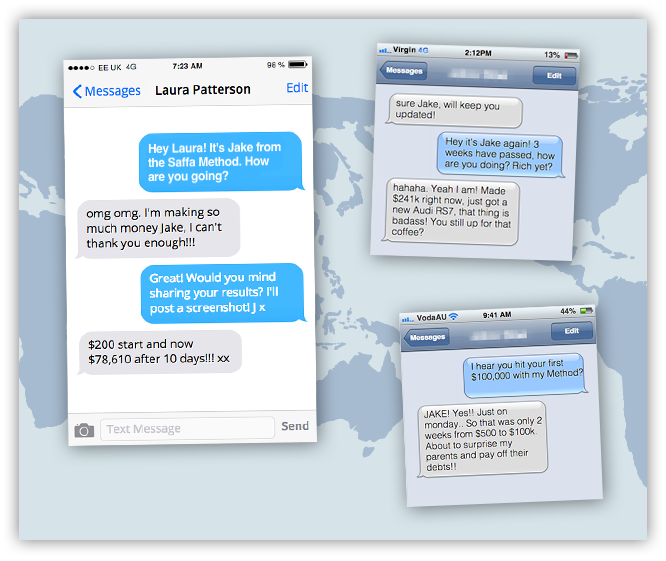 EE UK 4G 7:23 AM 96 %
Messages Laura Patterson Edit
Hey Laura! It's Jake from
the Saffa Method. How
are you going?
omg omg. I'm making so
much money Jake, I can't
thank you enough!!!
Great! Would you mind
sharing your results? I'll
post a screenshot! J x
$200 start and now
$78,610 after 10 days!!! xx
Text Message Send
Virgin 4G 2:12PM 13%
Messages Edit
sure Jake, will keep you
updated!
Hey it's Jake again! 3
weeks have passed, how
are you doing? Rich yet?
hahaha. Yeah I am! Made
$241k right now, just got a
new Audi RS7, that thing is
badass! You still up for that
coffee?
VodaAU 9:41 AM 44%
Messages Edit
I hear you hit your first
$100,000 with my Method?
JAKE! Yes!! Just on
monday.. So that was only 2
weeks from $500 to $100k.
About to surprise my
parents and pay off their
debts!!